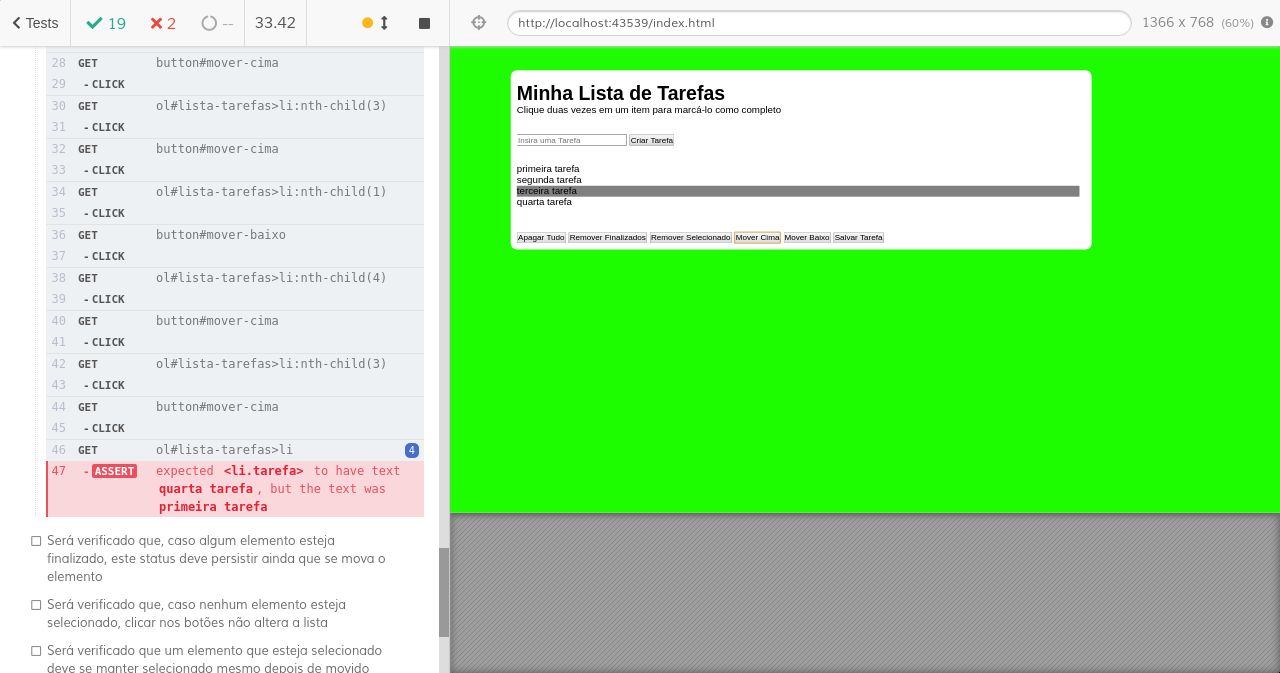 Tests 19 2 -- 33.42
28 GET button#mover-cima
29 - CLICK
30 GET ol#lista-tarefas>li:nth-child(3)
31 - CLICK
32 GET button#mover-cima
33 - CLICK
34 GET ol#lista-tarefas>li:nth-child(1)
35 - CLICK
36 GET button#mover-baixo
37 - CLICK
38 GET ol#lista-tarefas>li:nth-child(4)
39 - CLICK
40 GET button#mover-cima
41 - CLICK
42 GET ol#lista-tarefas>li:nth-child(3)
43 - CLICK
44 GET button#mover-cima
45 - CLICK
46 GET ol#lista-tarefas>li 4
47 - ASSERT expected <li.tarefa> to have text
quarta tarefa, but the text was
primeira tarefa
Será verificado que, caso algum elemento esteja
finalizado, este status deve persistir ainda que se mova o
elemento
Será verificado que, caso nenhum elemento esteja
selecionado, clicar nos botões não altera a lista
Será verificado que um elemento que esteja selecionado
deve se manter selecionado mesmo depois de movido
http://localhost:43539/index.html 1366 x 768 (60%)
Minha Lista de Tarefas
Clique duas vezes em um item para marcá-lo como completo
Insira uma Tarefa Criar Tarefa
primeira tarefa
segunda tarefa
terceira tarefa
quarta tarefa
Apagar Tudo Remover Finalizados Remover Selecionado Mover Cima Mover Baixo Salvar Tarefa